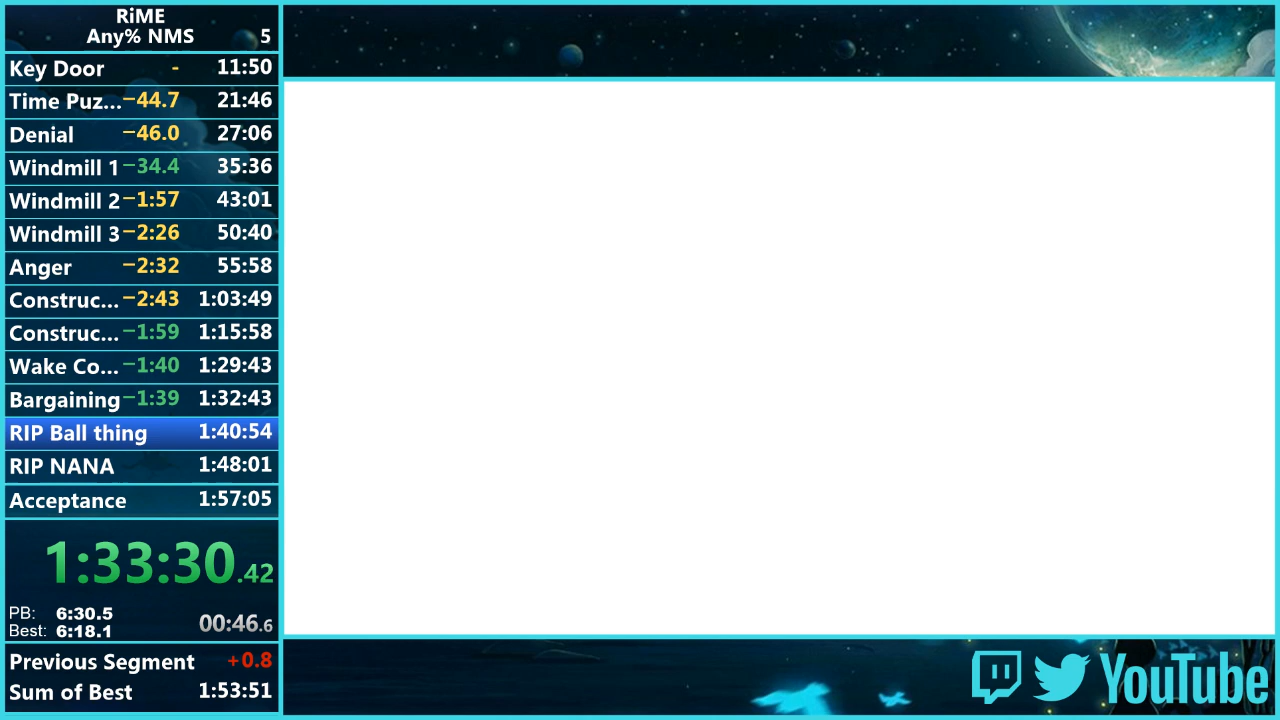 RiME
Any% NMS 5
Key Door - 11:50
Time Puz... −44.7 21:46
Denial −46.0 27:06
Windmill 1 −34.4 35:36
Windmill 2 −1:57 43:01
Windmill 3 −2:26 50:40
Anger −2:32 55:58
Construc... −2:43 1:03:49
Construc... −1:59 1:15:58
Wake Co... −1:40 1:29:43
Bargaining −1:39 1:32:43
RIP Ball thing 1:40:54
RIP NANA 1:48:01
Acceptance 1:57:05
1:33:30.42
PB: 6:30.5
Best: 6:18.1
00:46.6
Previous Segment +0.8
Sum of Best 1:53:51
YouTube